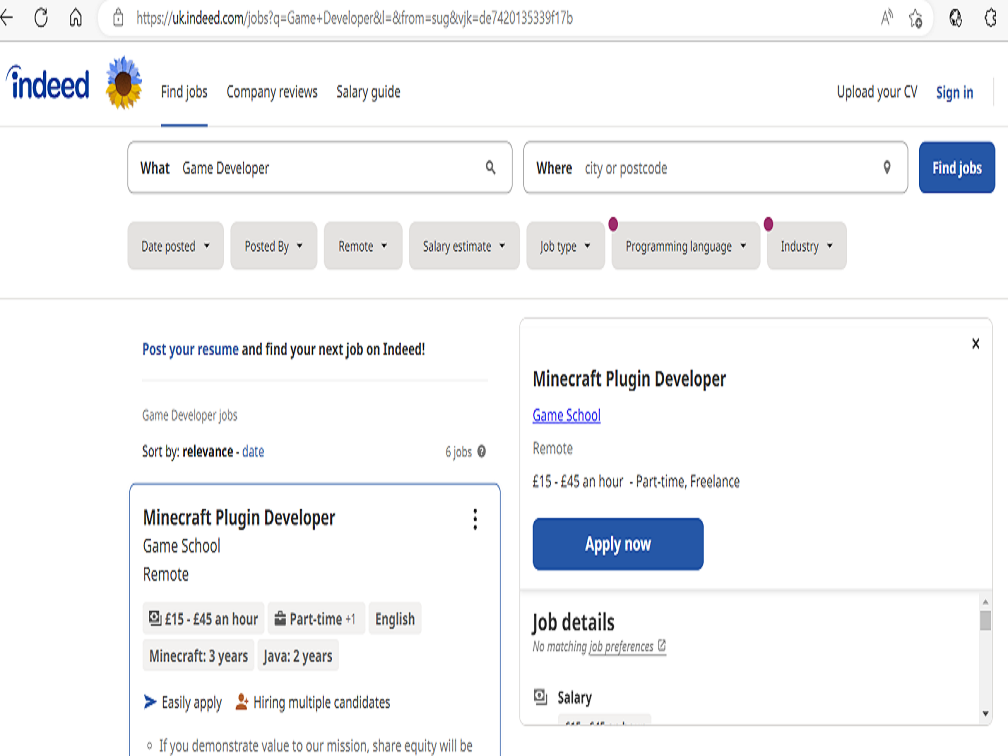 https://uk.indeed.com/jobs?q=Game+Developer&l=&from=sug&vjk=de7420135339f17b
indeed
Find jobs Company reviews Salary guide
Upload your CV Sign in
What Game Developer
Where city or postcode
Find jobs
Date posted Posted By Remote Salary estimate Job type Programming language Industry
Post your resume and find your next job on Indeed!
Game Developer jobs
Sort by: relevance - date
6 jobs
Minecraft Plugin Developer
Game School
Remote
£15 - £45 an hour Part-time +1 English
Minecraft: 3 years Java: 2 years
Easily apply Hiring multiple candidates
If you demonstrate value to our mission, share equity will be
Minecraft Plugin Developer
Game School
Remote
£15 - £45 an hour - Part-time, Freelance
Apply now
Job details
No matching job preferences
Salary